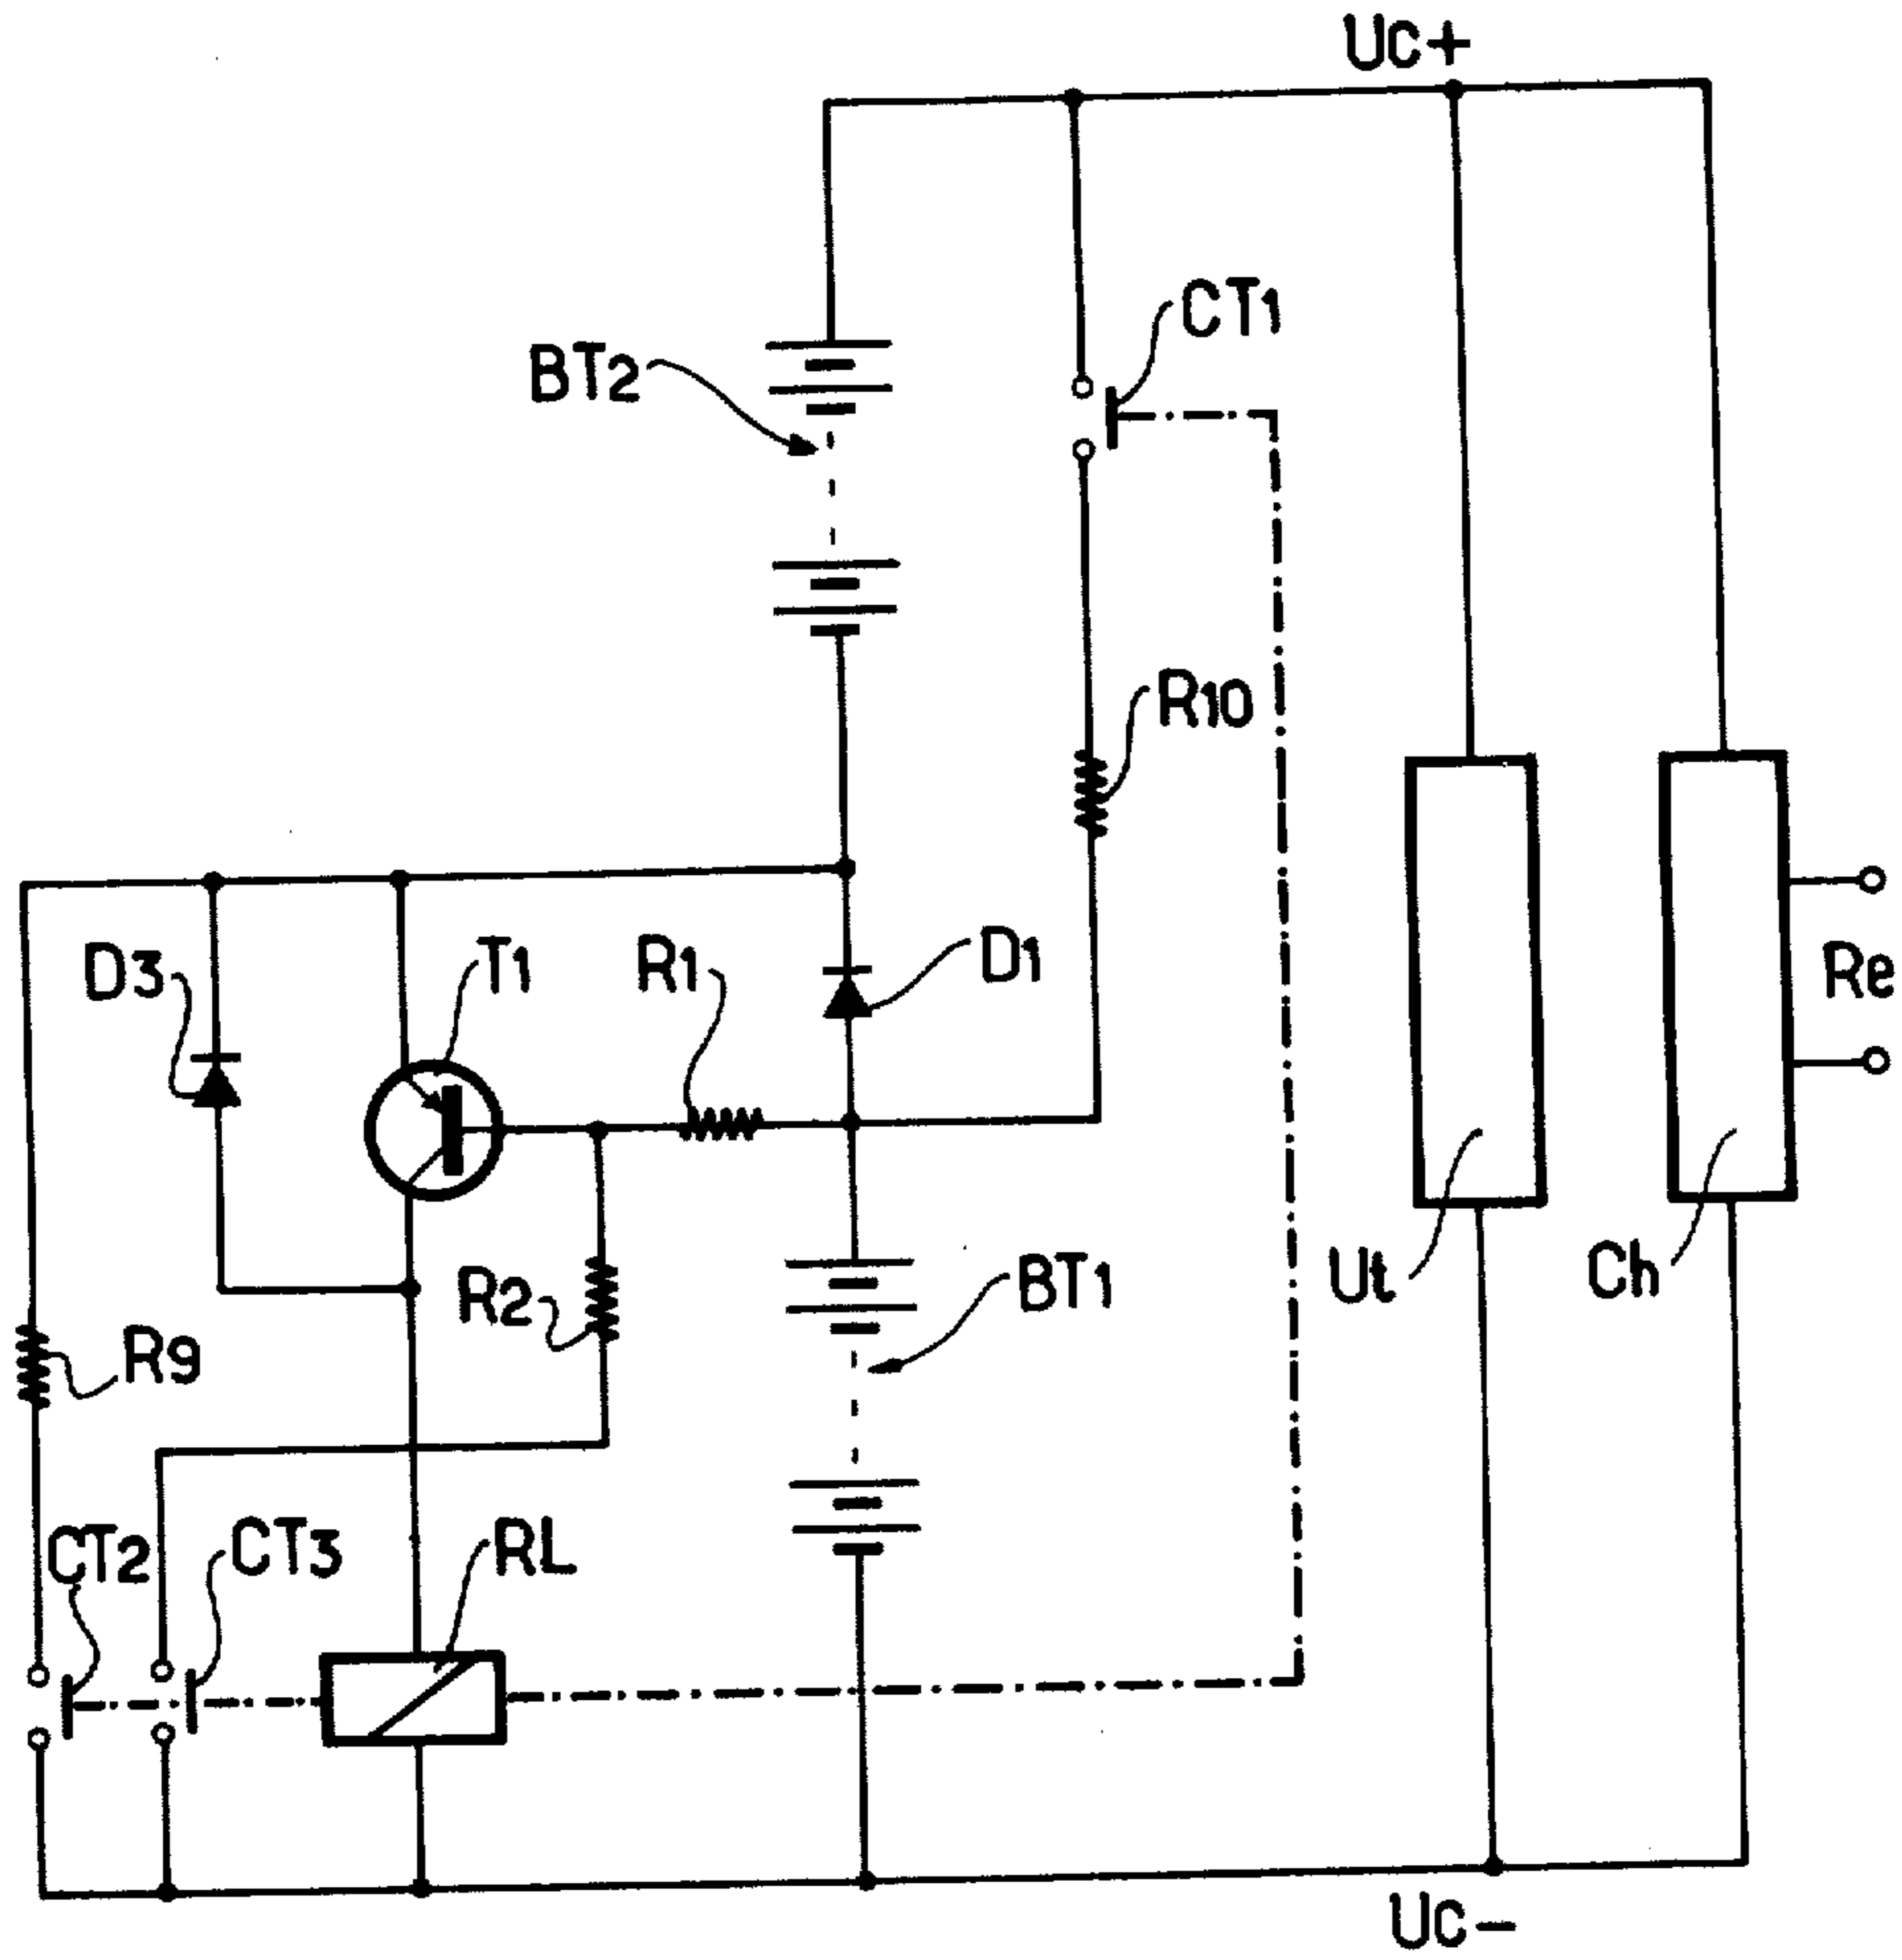 Uc+
CT1
BT2
R10
D3
T1
R1
D1
Re
R2
BT1
Ut
Ch
R9
CT2
CT3
RL
Uc-